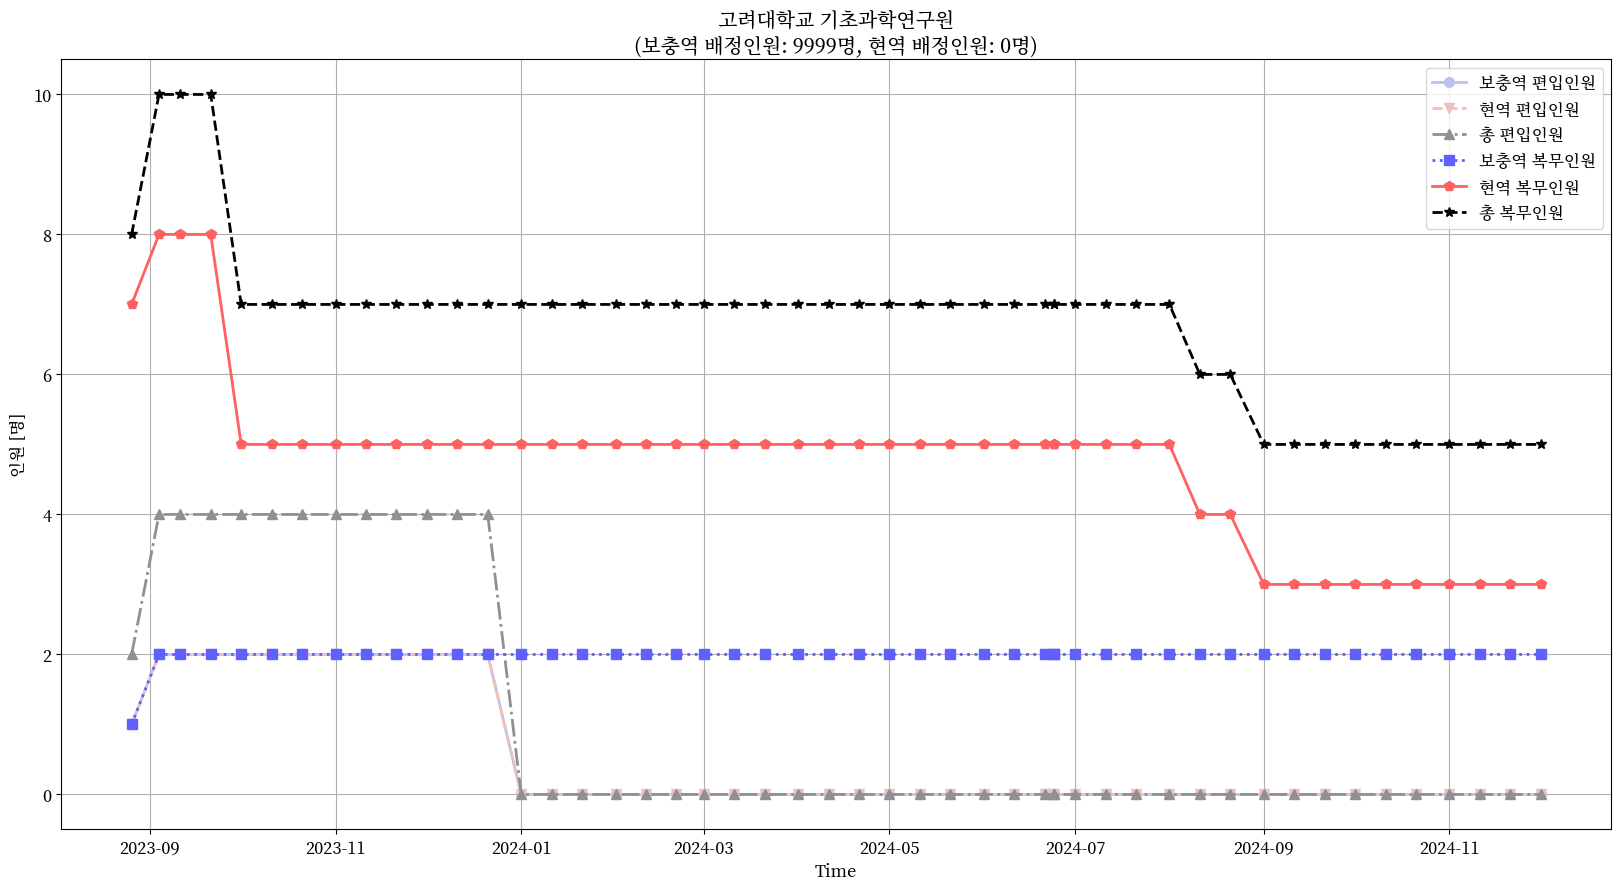 고려대학교 기초과학연구원
(보충역 배정인원: 9999명, 현역 배정인원: 0명)
보충역 편입인원
현역 편입인원
총 편입인원
보충역 복무인원
현역 복무인원
총 복무인원
인원 [명]
10
8
6
4
2
0
2023-09
2023-11
2024-01
2024-03
2024-05
2024-07
2024-09
2024-11
Time